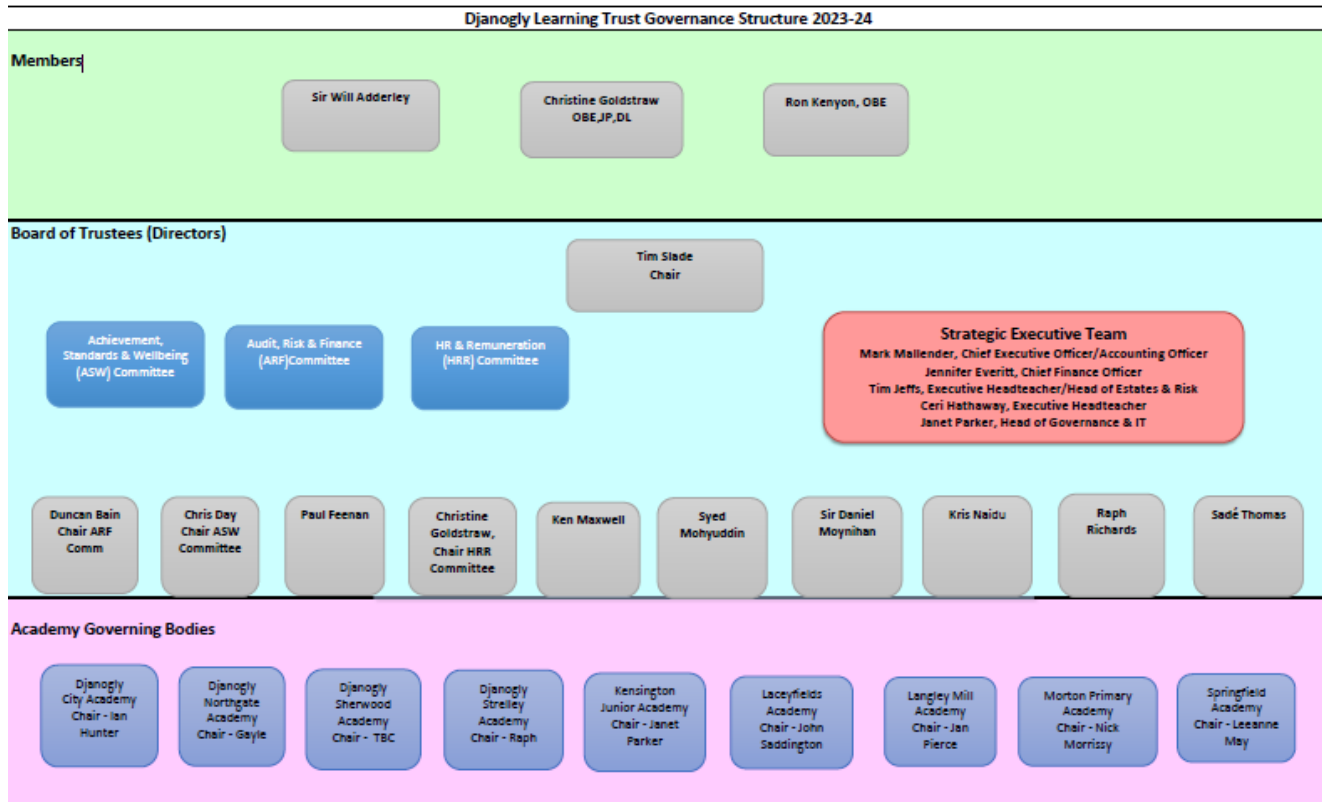 Djanogly Learning Trust Governance Structure 2023-24
Members
Sir Will Adderley
Christine Goldstraw
OBE,JP,DL
Ron Kenyon, OBE
Board of Trustees (Directors)
Tim Slade
Chair
Achievement,
Standards & Wellbeing
(ASW) Committee
Audit, Risk & Finance
(ARF)Committee
HR & Remuneration
(HRR) Committee
Strategic Executive Team
Mark Mallender, Chief Executive Officer/Accounting Officer
Jennifer Everitt, Chief Finance Officer
Tim Jeffs, Executive Headteacher/Head of Estates & Risk
Ceri Hathaway, Executive Headteacher
Janet Parker, Head of Governance & IT
Duncan Bain
Chair ARF
Comm
Chris Day
Chair ASW
Committee
Paul Feenan
Christine
Goldstraw,
Chair HRR
Committee
Ken Maxwell
Syed
Mohyuddin
Sir Daniel
Moynihan
Kris Naidu
Raph
Richards
Sadé Thomas
Academy Governing Bodies
Djanogly
City Academy
Chair - Ian
Hunter
Djanogly
Northgate
Academy
Chair - Gayle
Djanogly
Sherwood
Academy
Chair - TBC
Djanogly
Strelley
Academy
Chair - Raph
Kensington
Junior Academy
Chair - Janet
Parker
Laceyfields
Academy
Chair - John
Saddington
Langley Mill
Academy
Chair - Jan
Pierce
Morton Primary
Academy
Chair - Nick
Morrissy
Springfield
Academy
Chair - Leeanne
May